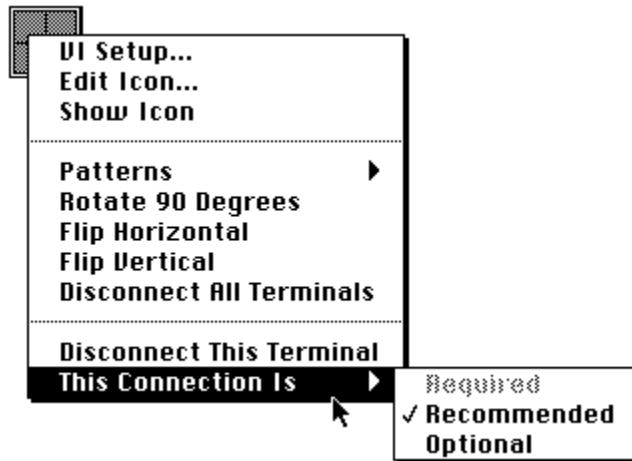 VI Setup...
Edit Icon...
Show Icon
Patterns
Rotate 90 Degrees
Flip Horizontal
Flip Vertical
Disconnect All Terminals
Disconnect This Terminal
This Connection Is
Required
✓ Recommended
Optional